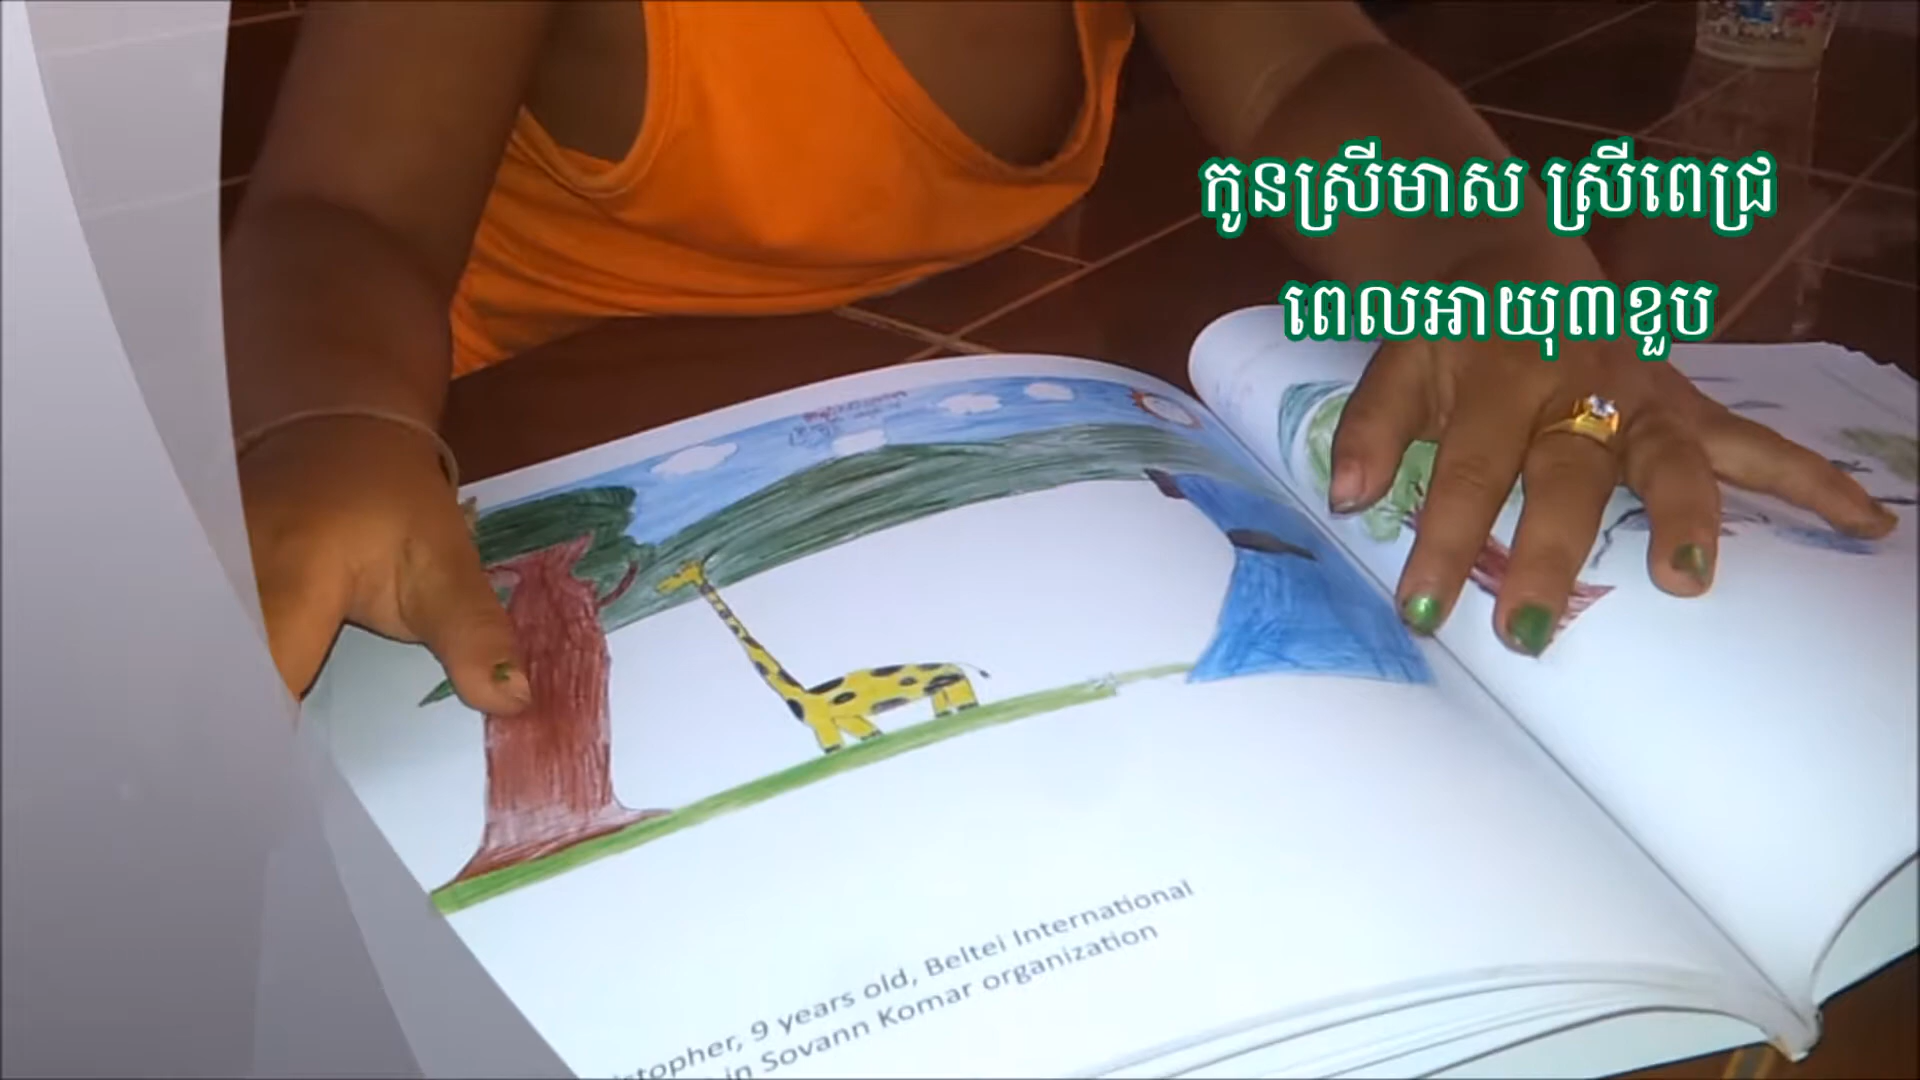 កូនស្រីមាស ស្រីពេជ្រ
ពេលអាយុ៣ខួប
stopher, 9 years old, Beltei International
in Sovann Komar organization